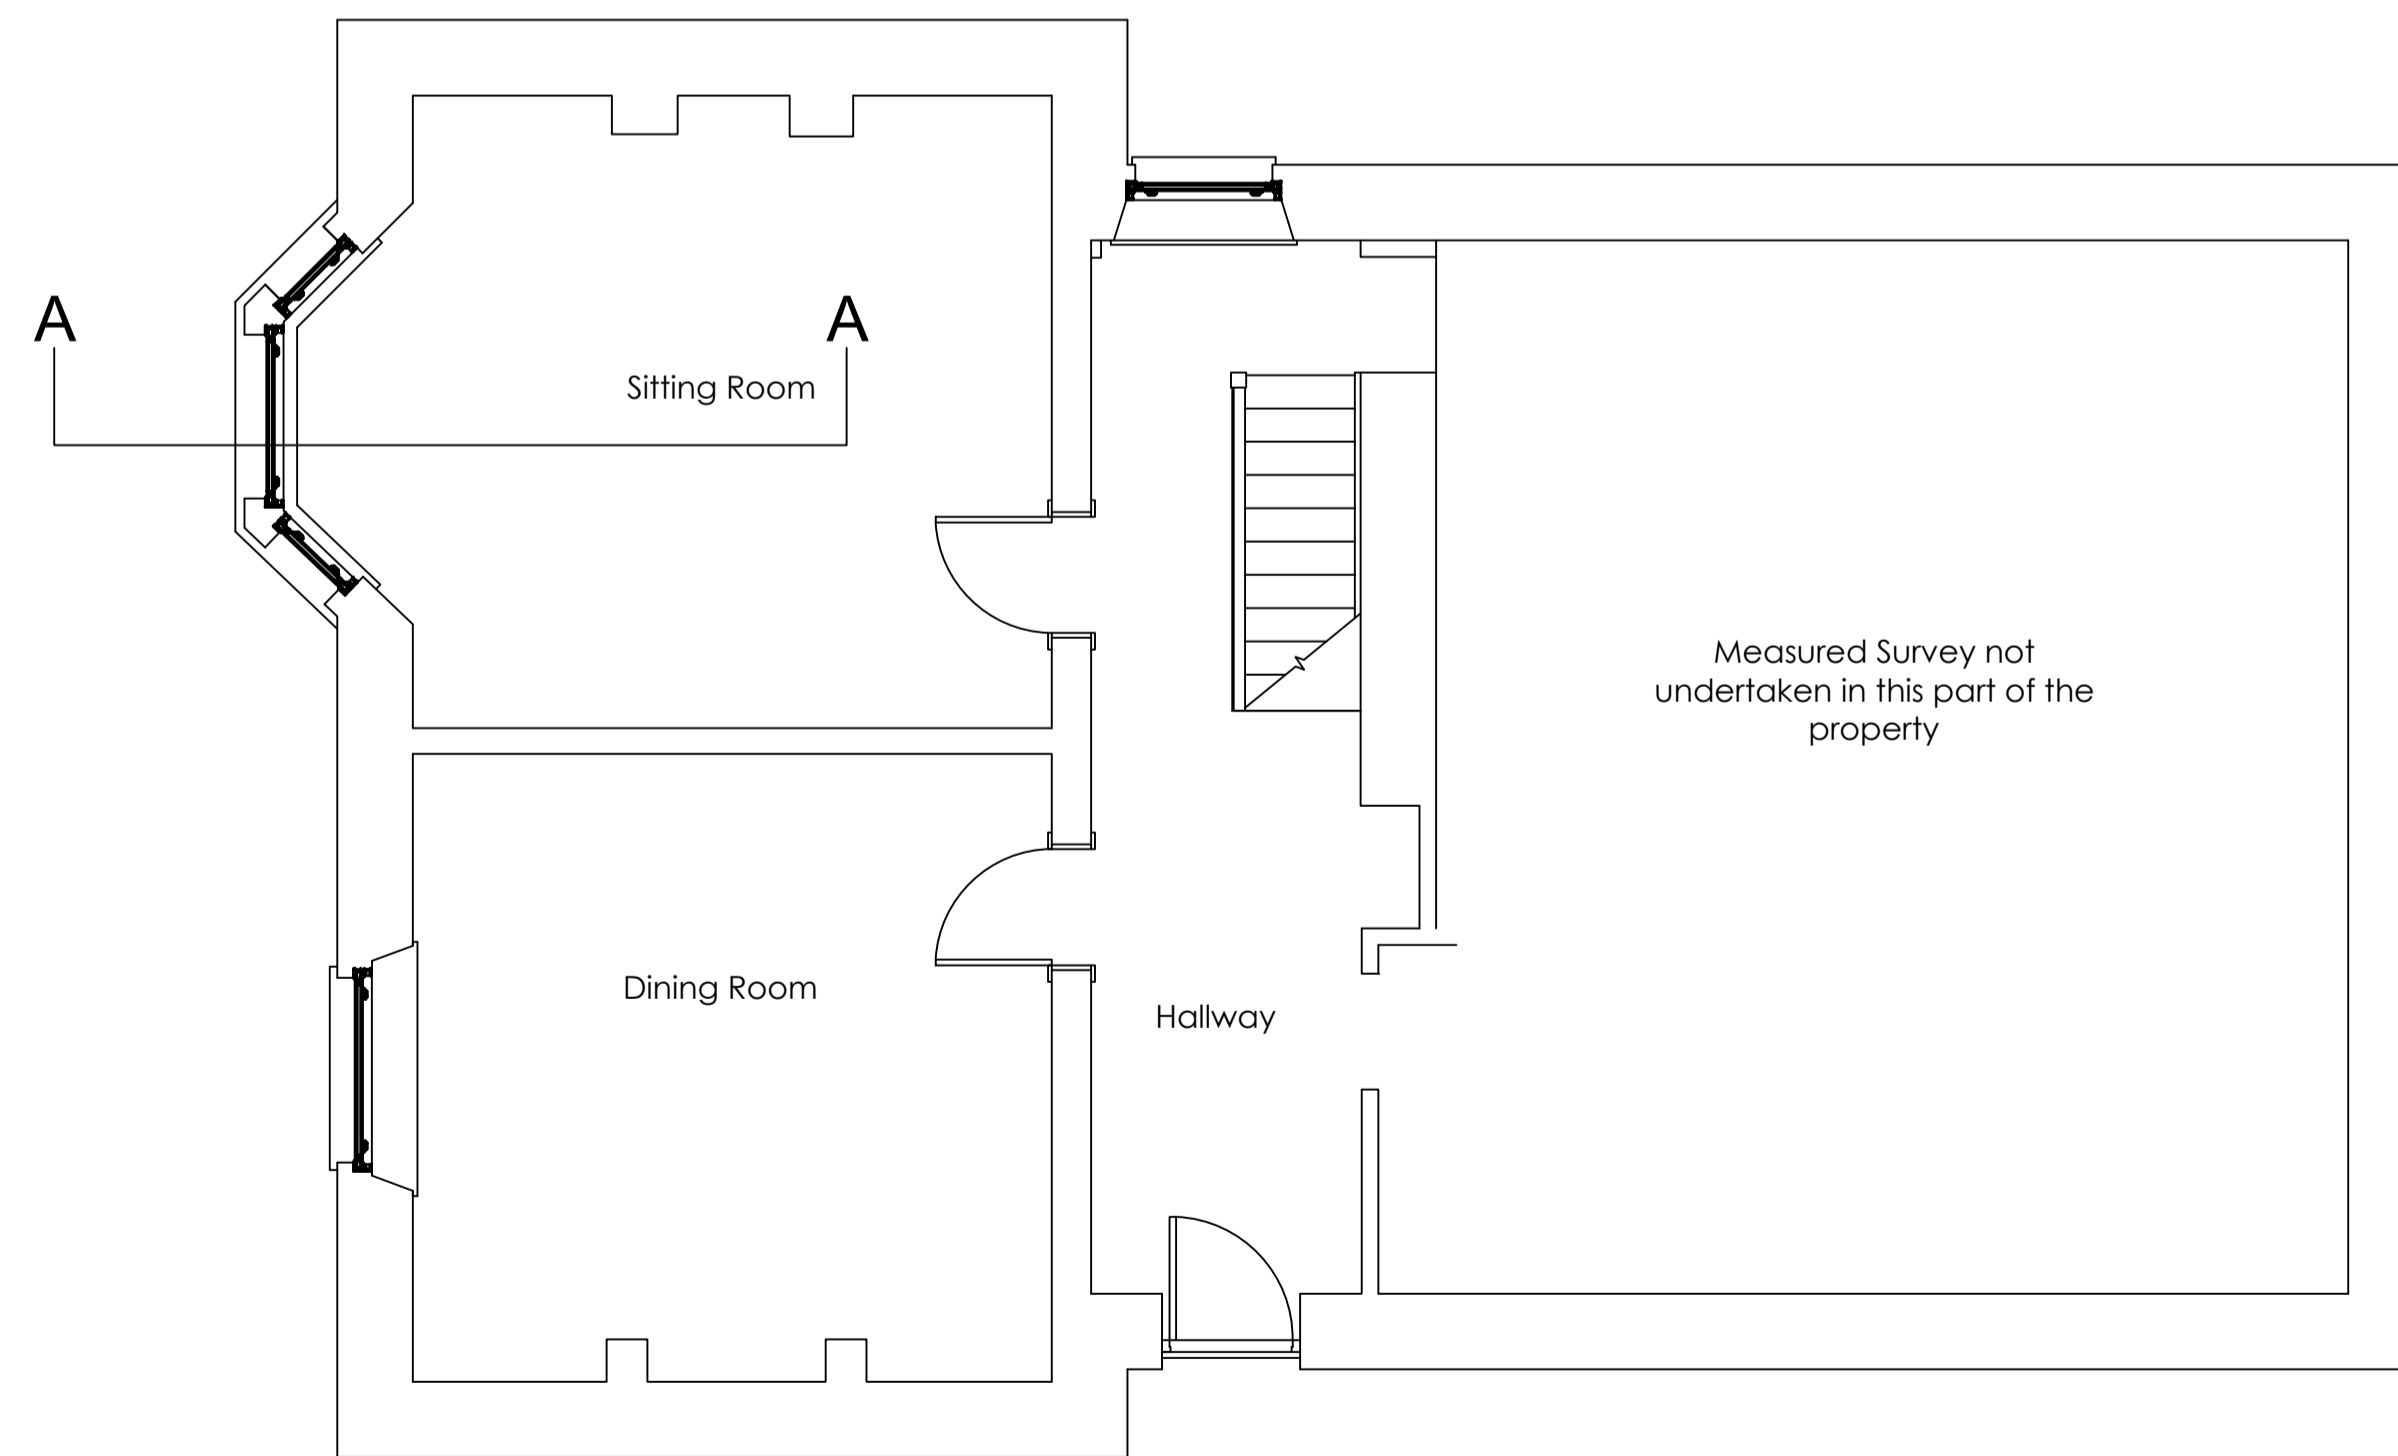 A
A
Sitting Room
Measured Survey not
undertaken in this part of the
property
Dining Room
Hallway